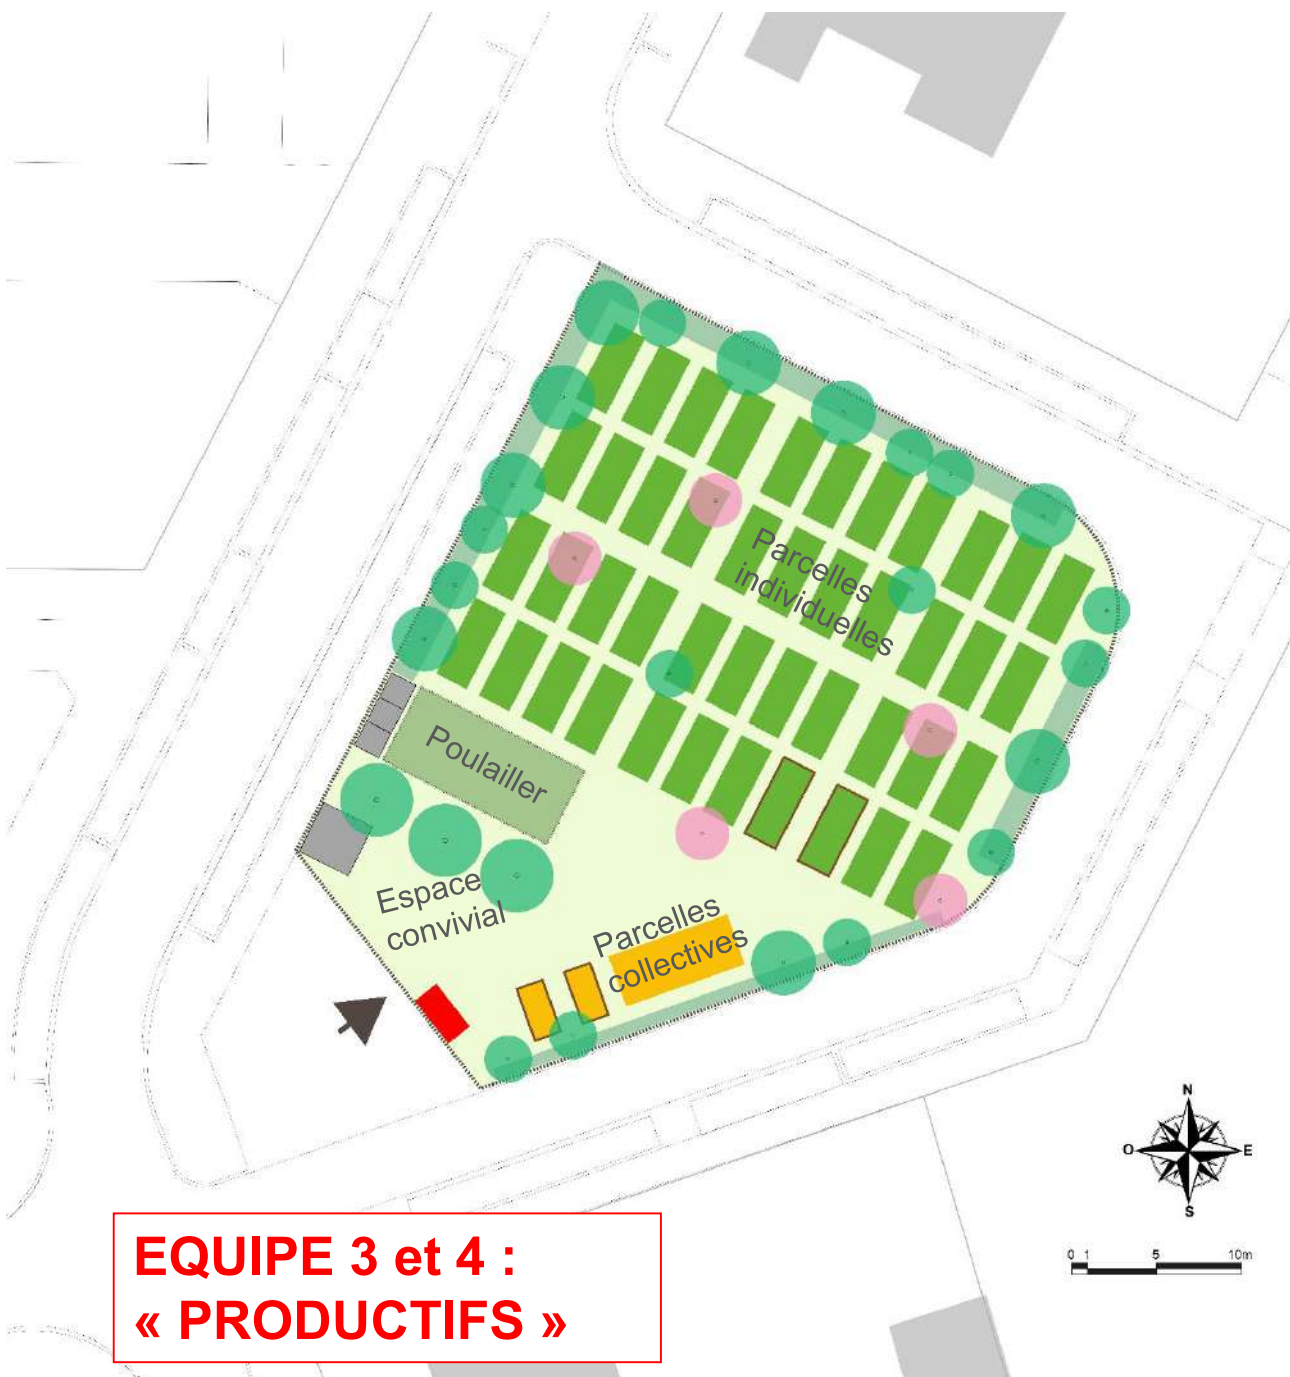 Parcelles
individuelles
Poulailler
Espace
convivial
Parcelles
collectives
N
O E
S
0 1 5 10m
EQUIPE 3 et 4 :
« PRODUCTIFS »